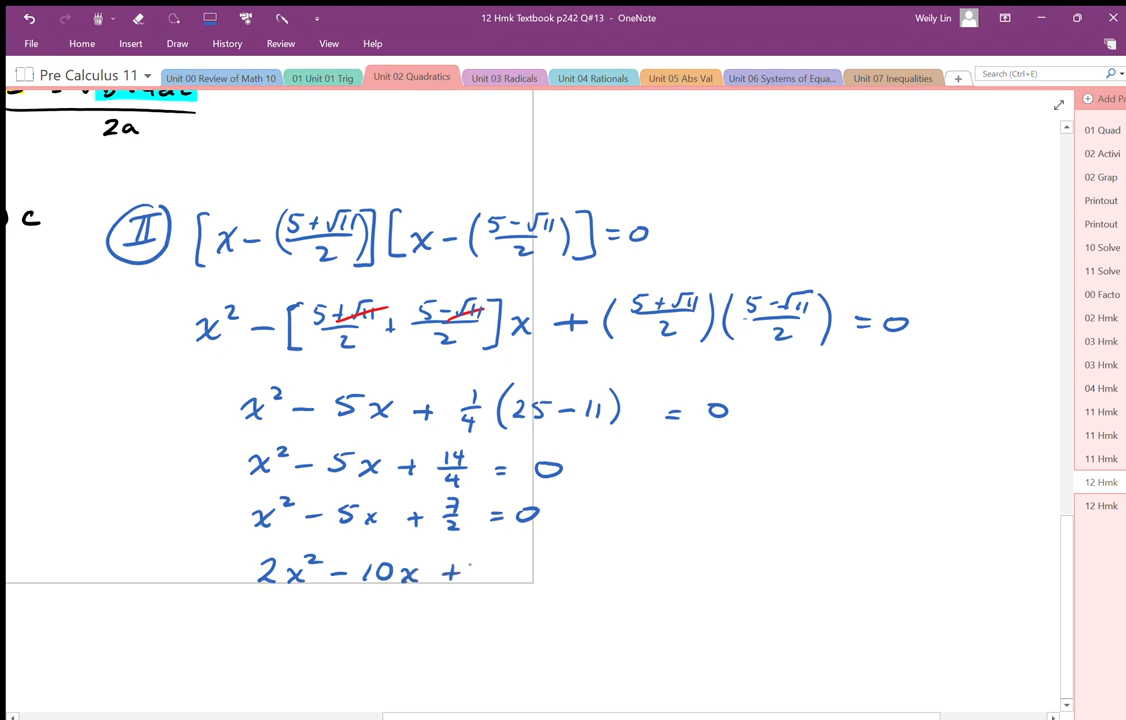 12 Hmk Textbook p242 Q#13 - OneNote
Weily Lin
File Home Insert Draw History Review View Help
Pre Calculus 11
Unit 00 Review of Math 10
01 Unit 01 Trig
Unit 02 Quadratics
Unit 03 Radicals
Unit 04 Rationals
Unit 05 Abs Val
Unit 06 Systems of Equa...
Unit 07 Inequalities
Search (Ctrl+E)
Add Pa
01 Quad
02 Activi
02 Grap
Printout
Printout
10 Solve
11 Solve
00 Facto
02 Hmk
03 Hmk
03 Hmk
04 Hmk
11 Hmk
11 Hmk
11 Hmk
12 Hmk
12 Hmk
2a
c
II [x - (5+√11)/2][x - (5-√11)/2] = 0
x² - [5+√11/2 + 5-√11/2]x + (5+√11/2)(5-√11/2) = 0
x² - 5x + 1/4 (25 - 11) = 0
x² - 5x + 14/4 = 0
x² - 5x + 7/2 = 0
2x² - 10x +